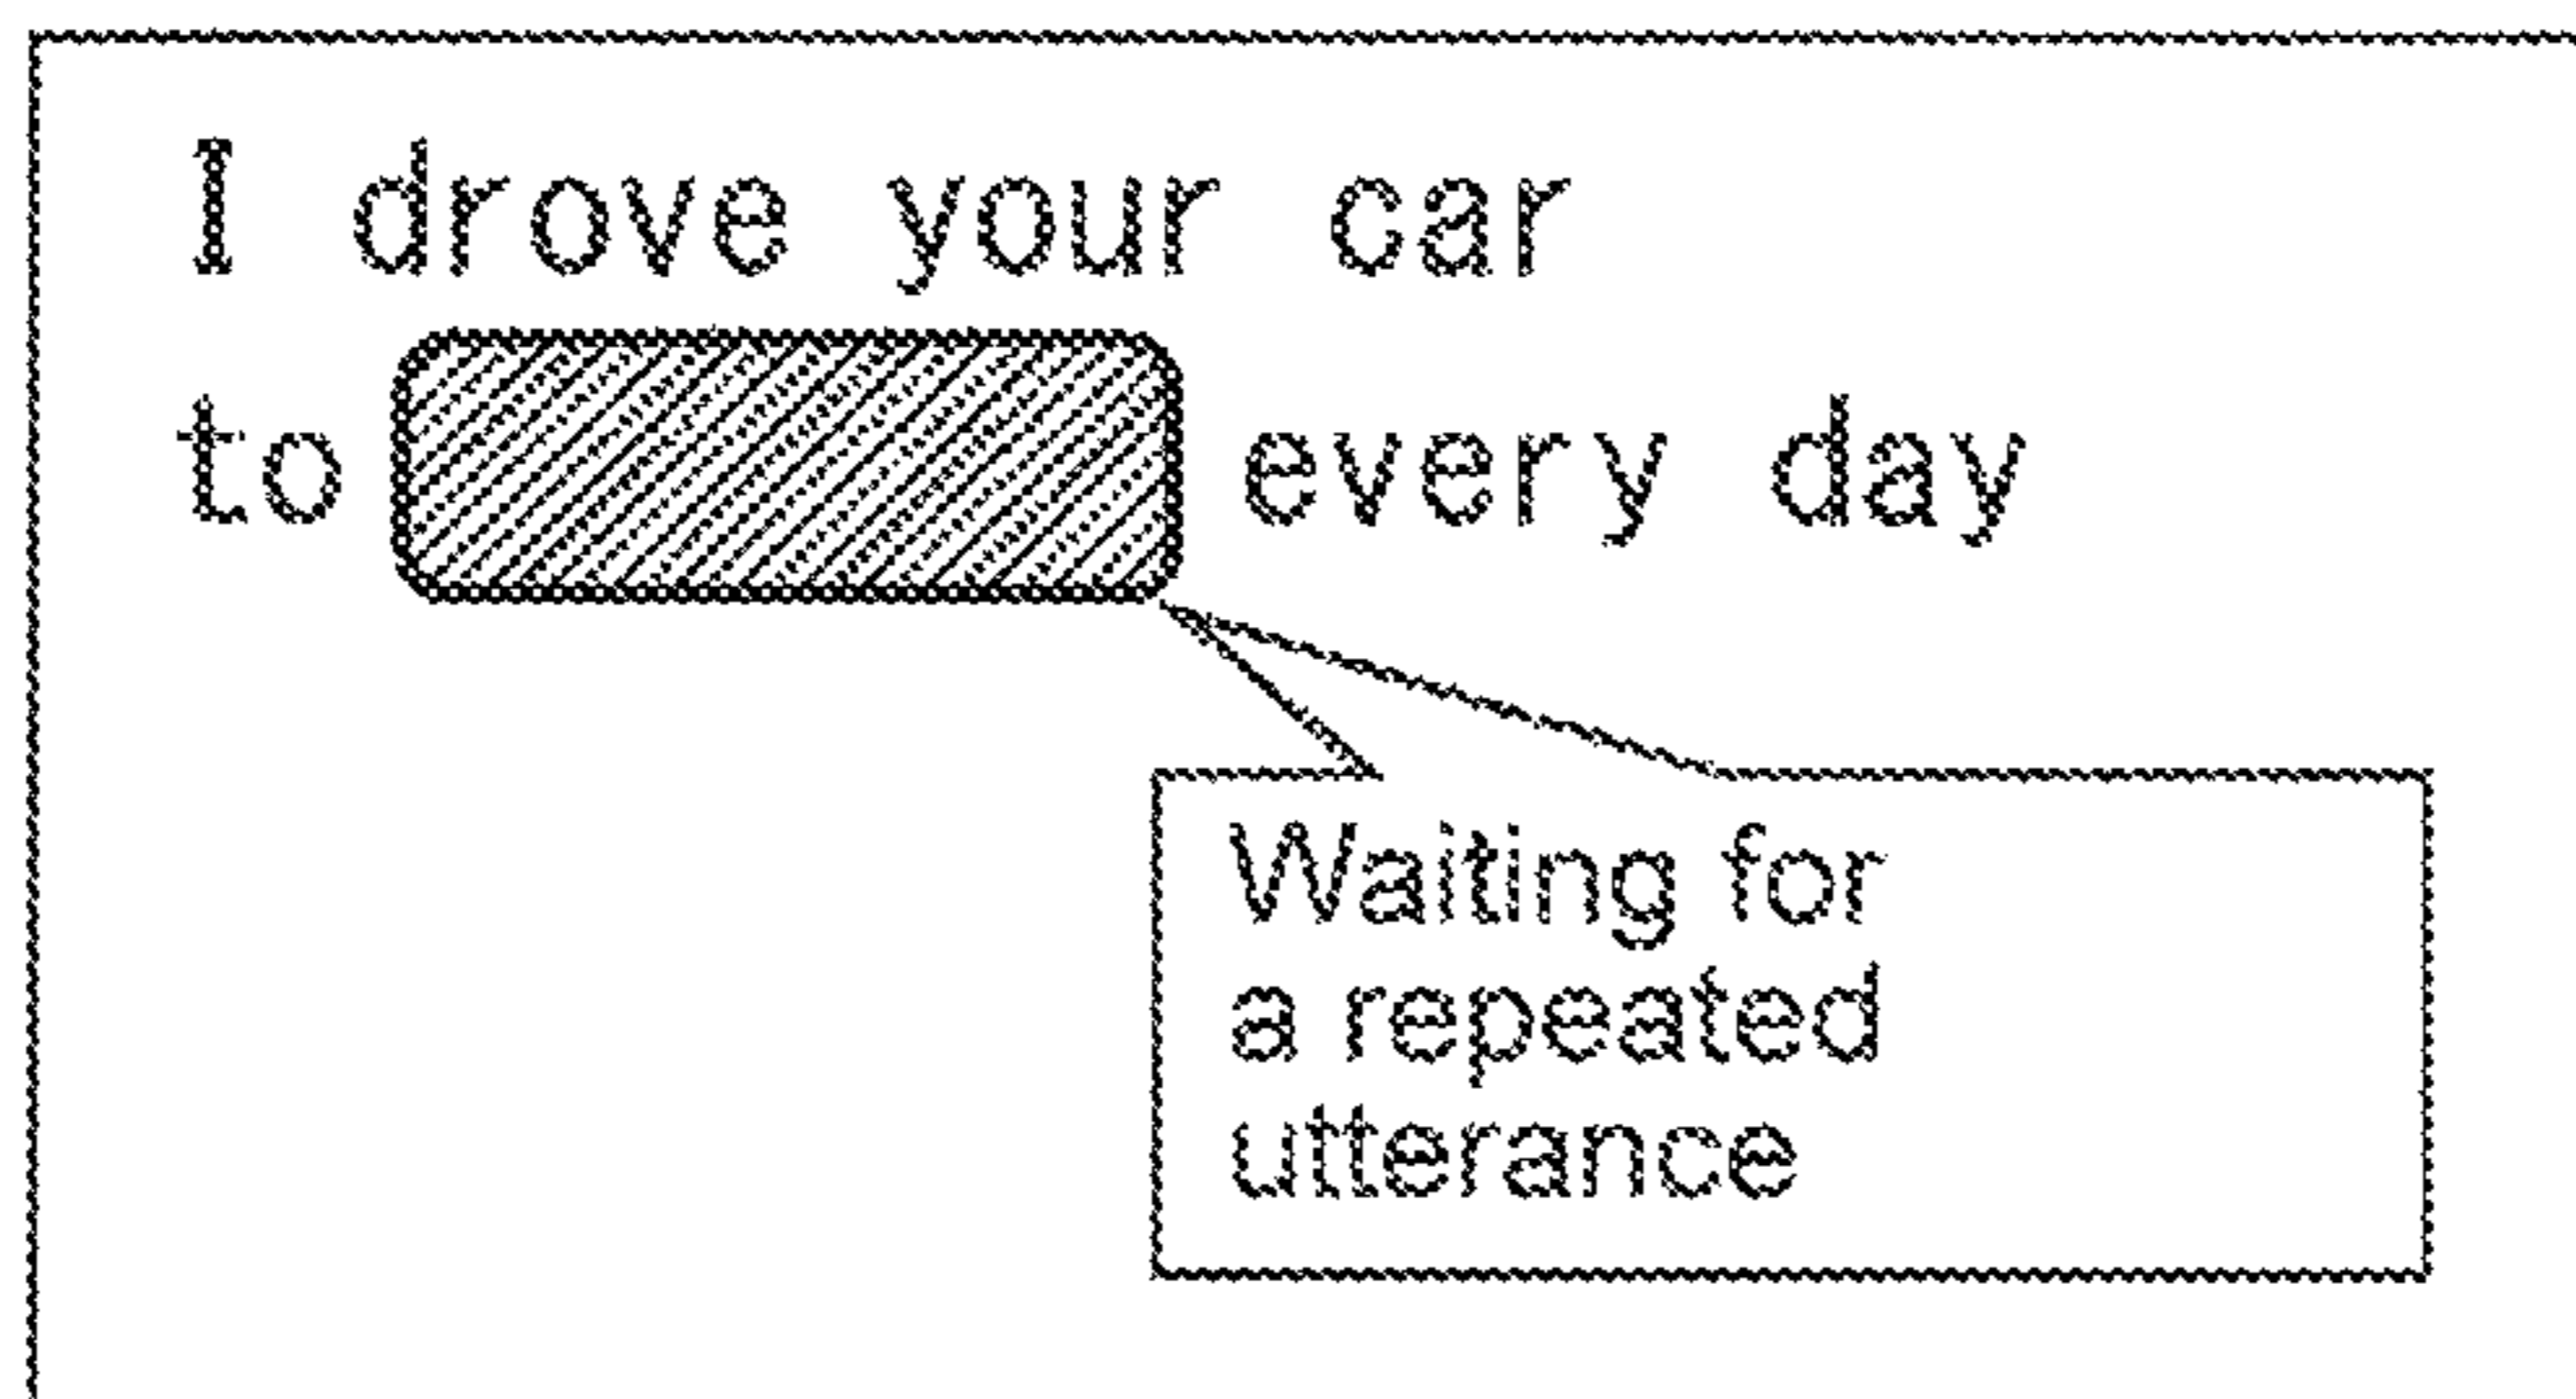 I drove your car
to every day
Waiting for
a repeated
utterance